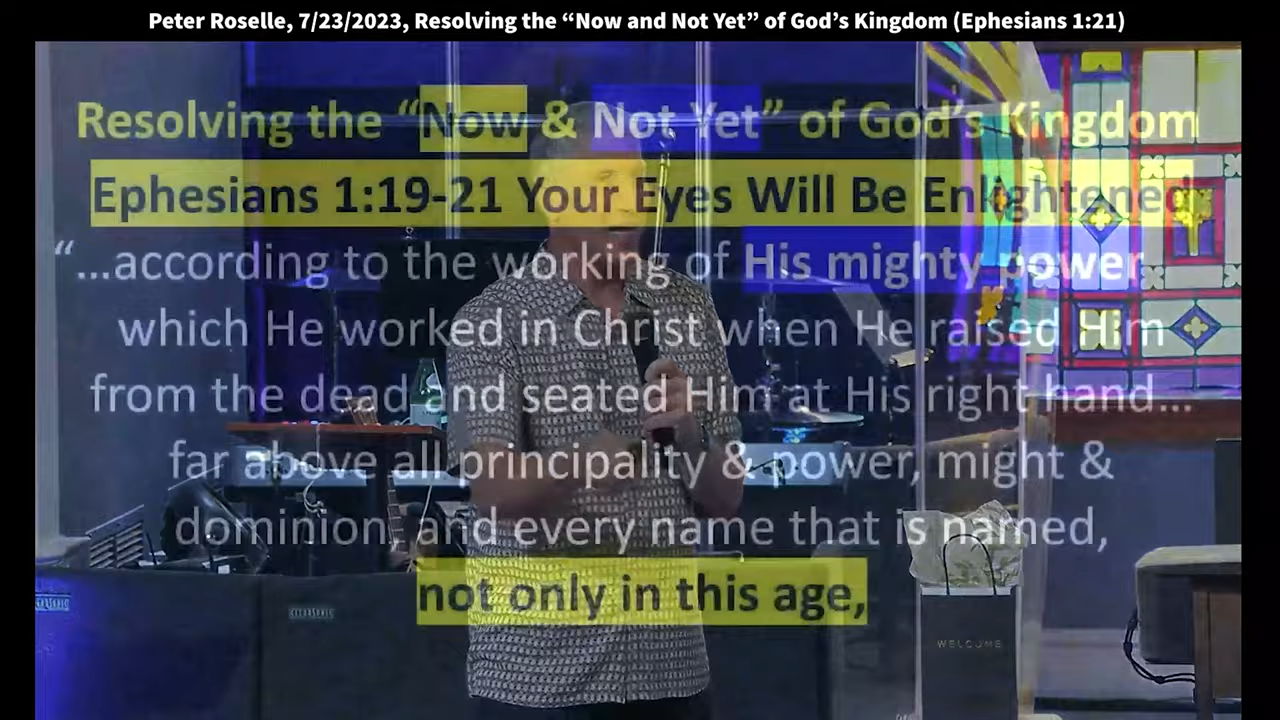 Peter Roselle, 7/23/2023, Resolving the “Now and Not Yet” of God’s Kingdom (Ephesians 1:21)
Resolving the “Now & Not Yet” of God’s Kingdom
Ephesians 1:19-21 Your Eyes Will Be Enlightened
“...according to the working of His mighty power
which He worked in Christ when He raised Him
from the dead and seated Him at His right hand...
far above all principality & power, might &
dominion, and every name that is named,
not only in this age,
WELCOME